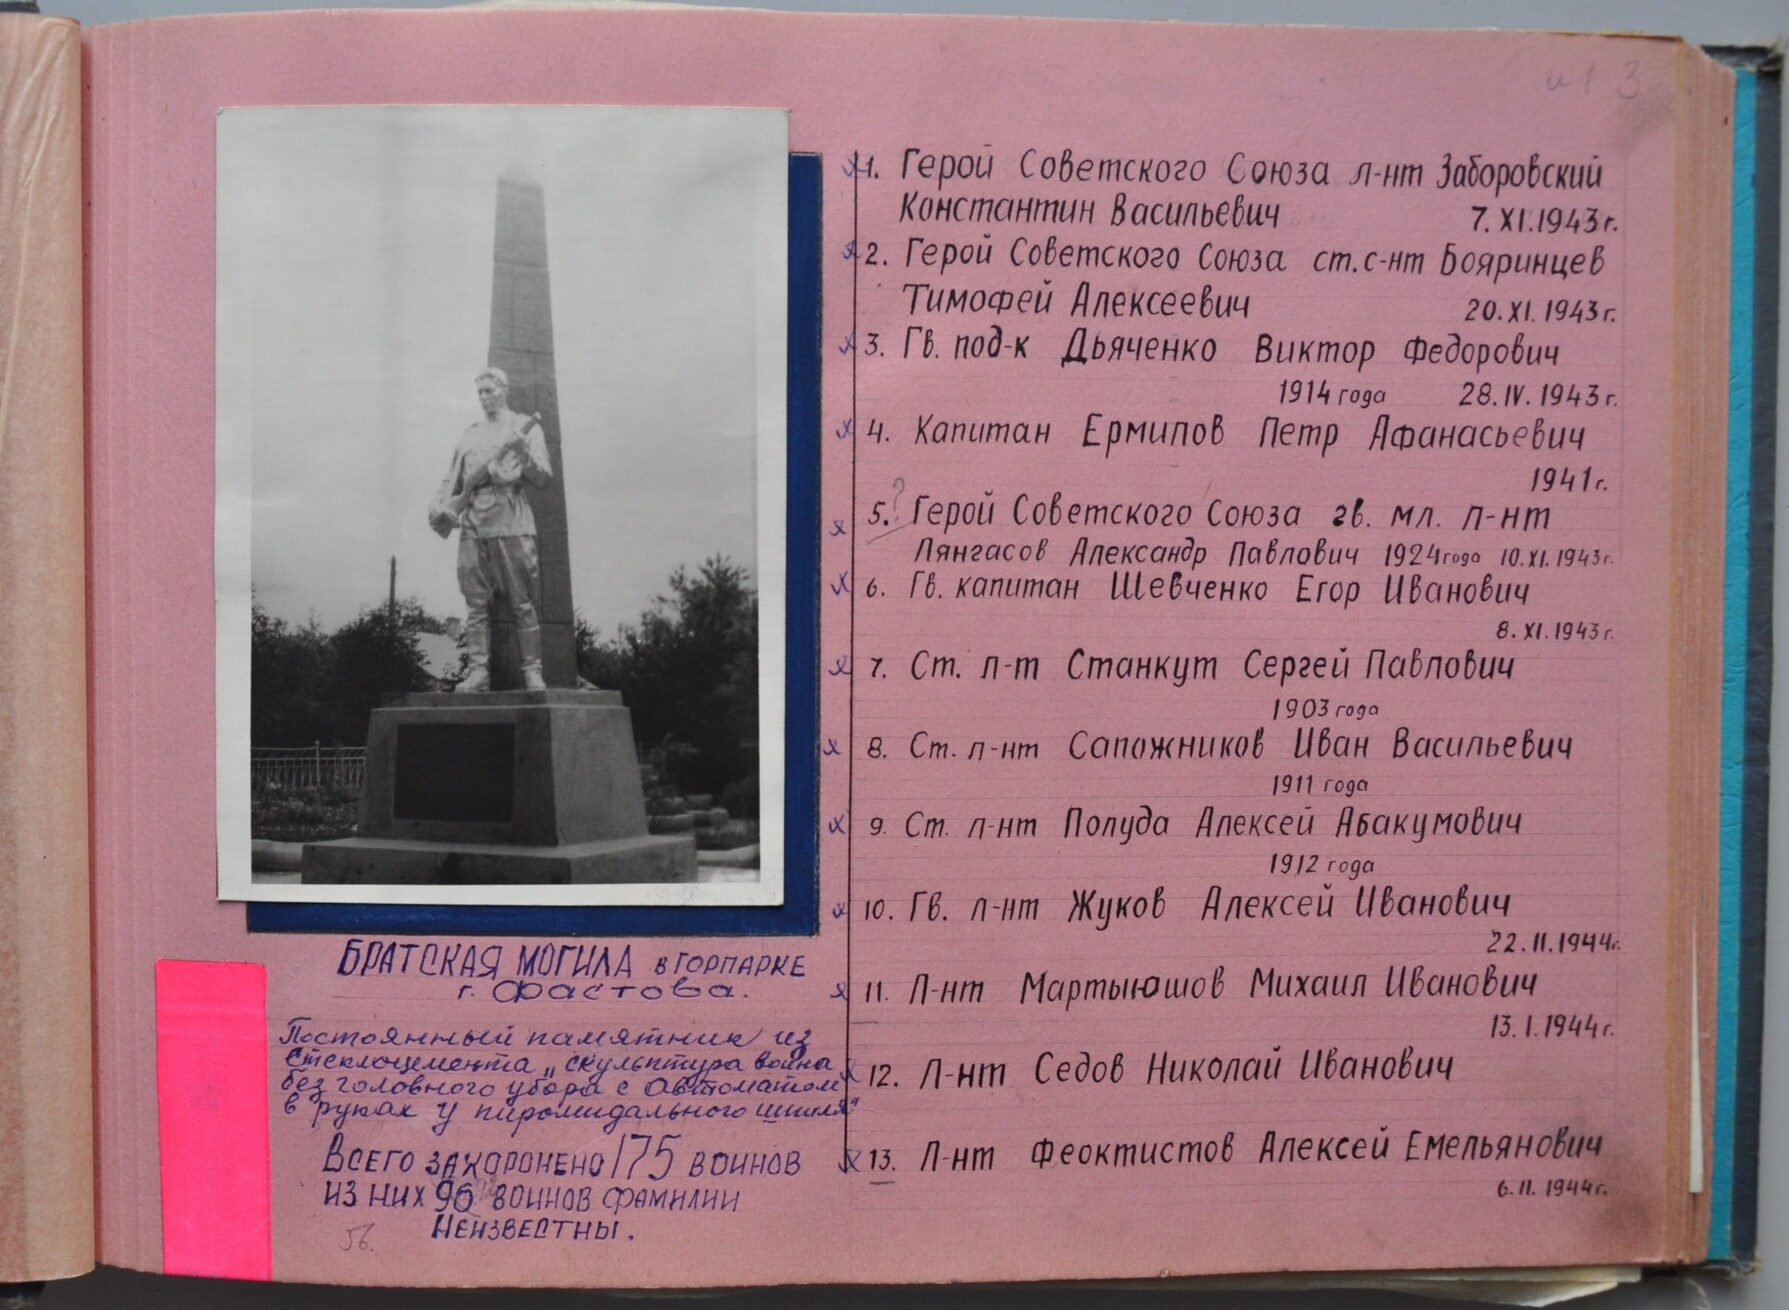 3
БРАТСКАЯ МОГИЛА В ГОРПАРКЕ
г. Фастова.
Постоянный памятник из
стеклоцемента „скульптура воина
без головного убора с автоматом
в руках у пиромидального шпиля"
Всего захоронено 175 воинов
из них 96 воинов фамилии
неизвестны.
56.
1. Герой Советского Союза л-нт Заборовский
Константин Васильевич 7. XI. 1943 г.
2. Герой Советского Союза ст. с-нт Бояринцев
Тимофей Алексеевич 20. XI. 1943 г.
3. Гв. под-к Дьяченко Виктор Федорович
1914 года 28. IV. 1943 г.
4. Капитан Ермилов Петр Афанасьевич
1941 г.
5. ? Герой Советского Союза гв. мл. л-нт
Лянгасов Александр Павлович 1924 года 10. XI. 1943 г.
6. Гв. капитан Шевченко Егор Иванович
8. XI. 1943 г.
7. Ст. л-т Станкут Сергей Павлович
1903 года
8. Ст. л-нт Сапожников Иван Васильевич
1911 года
9. Ст. л-нт Полуда Алексей Абакумович
1912 года
10. Гв. л-нт Жуков Алексей Иванович
22. II. 1944 г.
11. Л-нт Мартыюшов Михаил Иванович
13. I. 1944 г.
12. Л-нт Седов Николай Иванович
13. Л-нт Феоктистов Алексей Емельянович
6. II. 1944 г.